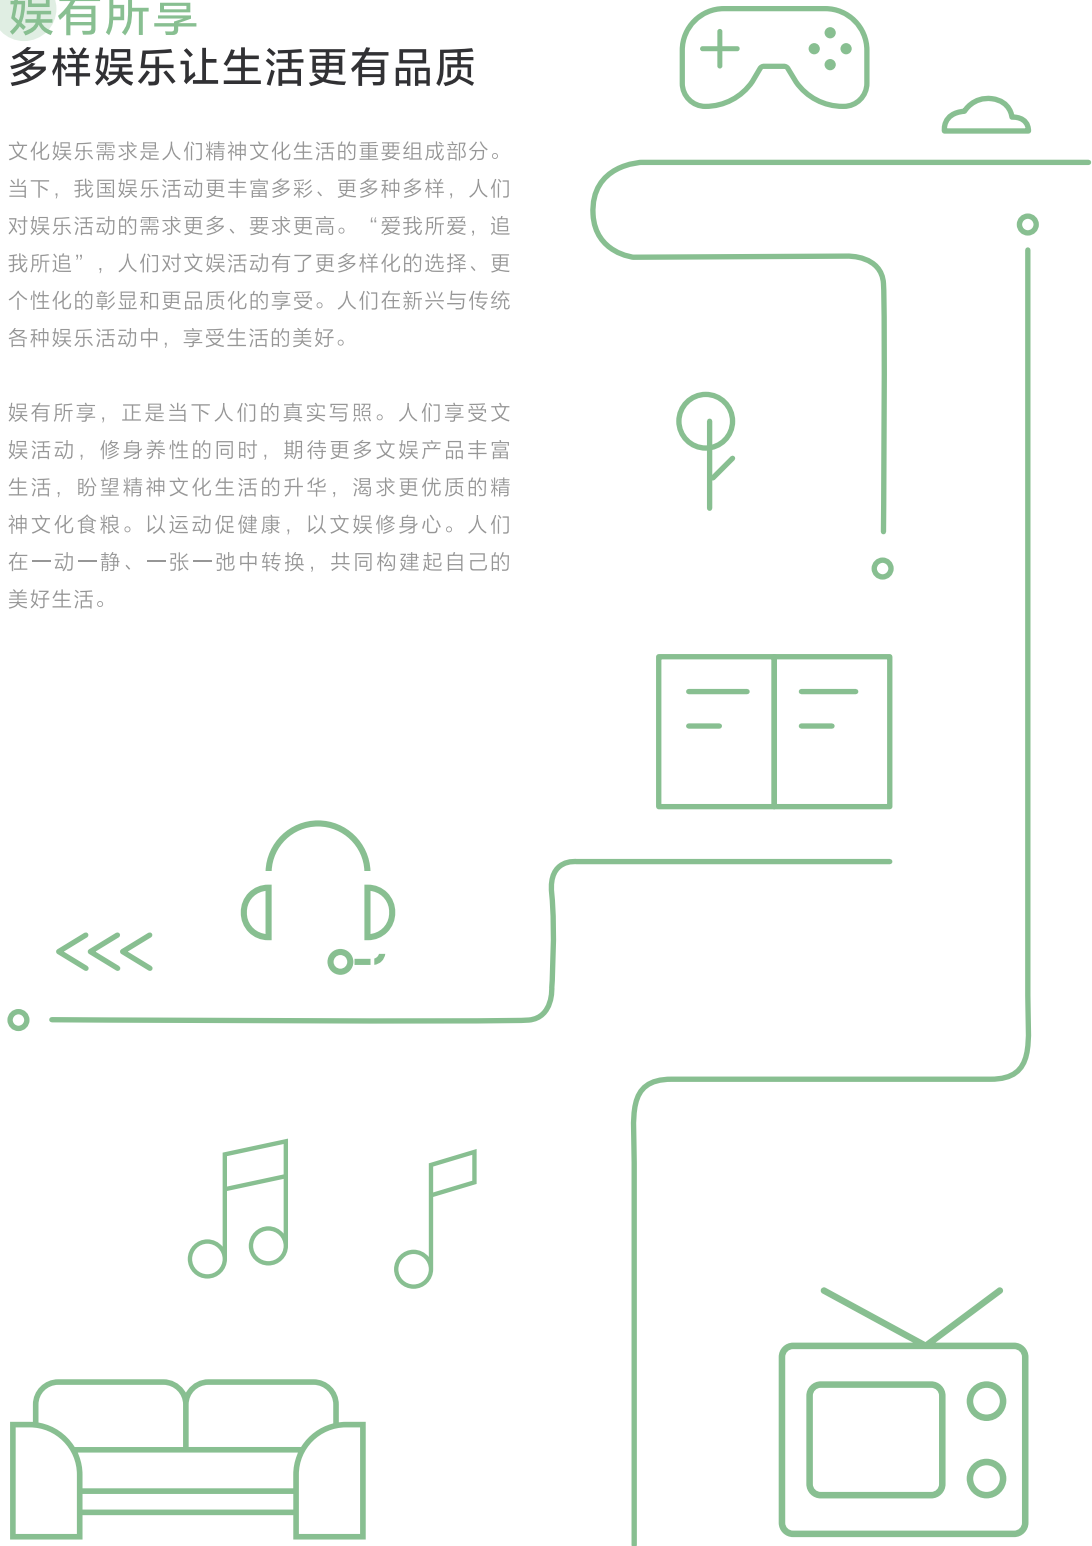 娱有所享
多样娱乐让生活更有品质
文化娱乐需求是人们精神文化生活的重要组成部分。
当下，我国娱乐活动更丰富多彩、更多种多样，人们
对娱乐活动的需求更多、要求更高。“爱我所爱，追
我所追”，人们对文娱活动有了更多样化的选择、更
个性化的彰显和更品质化的享受。人们在新兴与传统
各种娱乐活动中，享受生活的美好。
娱有所享，正是当下人们的真实写照。人们享受文
娱活动，修身养性的同时，期待更多文娱产品丰富
生活，盼望精神文化生活的升华，渴求更优质的精
神文化食粮。以运动促健康，以文娱修身心。人们
在一动一静、一张一弛中转换，共同构建起自己的
美好生活。